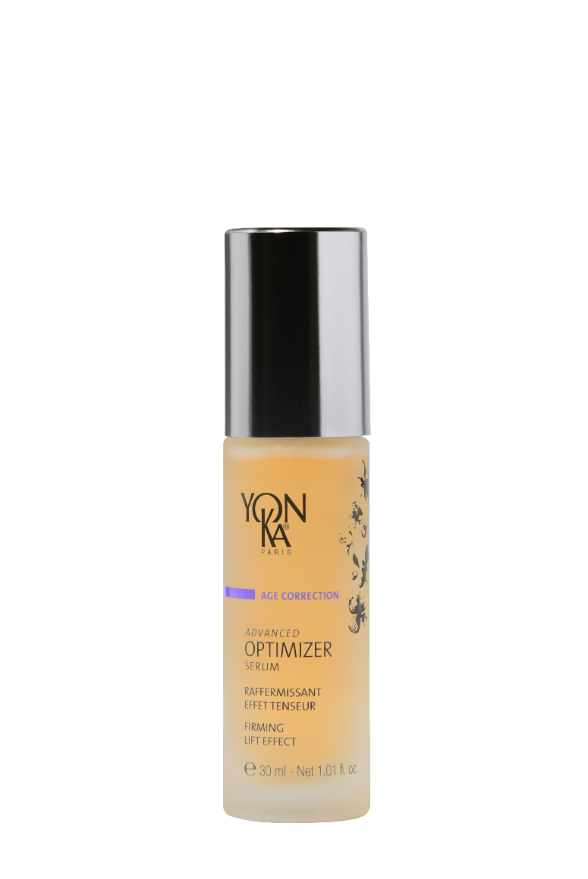 YON
KA®
PARIS
AGE CORRECTION
ADVANCED
OPTIMIZER
SERUM
RAFFERMISSANT
EFFET TENSEUR
FIRMING
LIFT EFFECT
℮ 30 ml - Net 1.01 fl. oz.